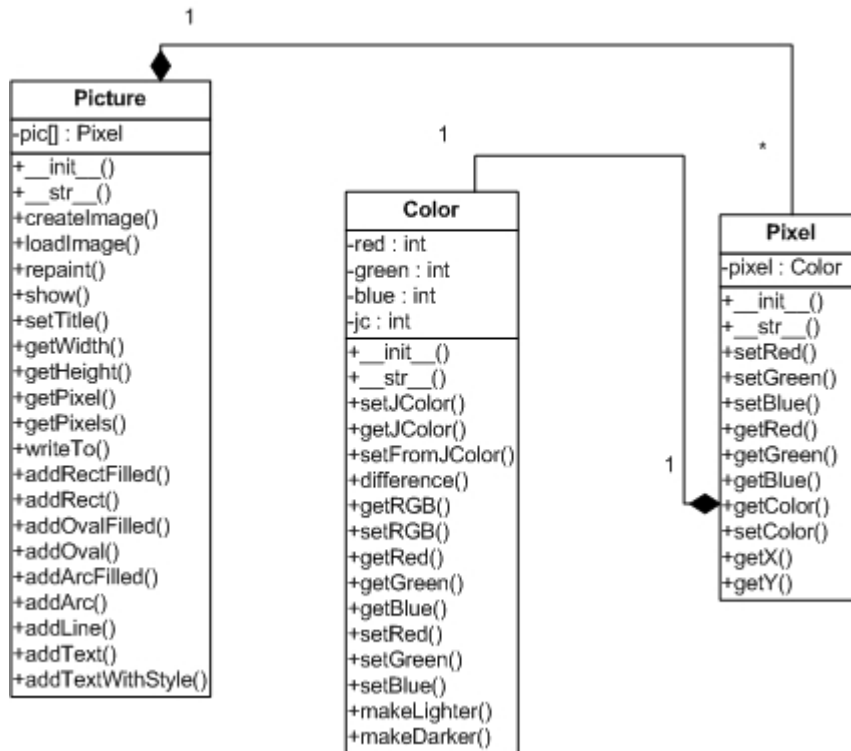 1
Picture
-pic[] : Pixel
+__init__()
+__str__()
+createImage()
+loadImage()
+repaint()
+show()
+setTitle()
+getWidth()
+getHeight()
+getPixel()
+getPixels()
+writeTo()
+addRectFilled()
+addRect()
+addOvalFilled()
+addOval()
+addArcFilled()
+addArc()
+addLine()
+addText()
+addTextWithStyle()
1
Color
-red : int
-green : int
-blue : int
-jc : int
+__init__()
+__str__()
+setJColor()
+getJColor()
+setFromJColor()
+difference()
+getRGB()
+setRGB()
+getRed()
+getGreen()
+getBlue()
+setRed()
+setGreen()
+setBlue()
+makeLighter()
+makeDarker()
*
1
Pixel
-pixel : Color
+__init__()
+__str__()
+setRed()
+setGreen()
+setBlue()
+getRed()
+getGreen()
+getBlue()
+getColor()
+setColor()
+getX()
+getY()